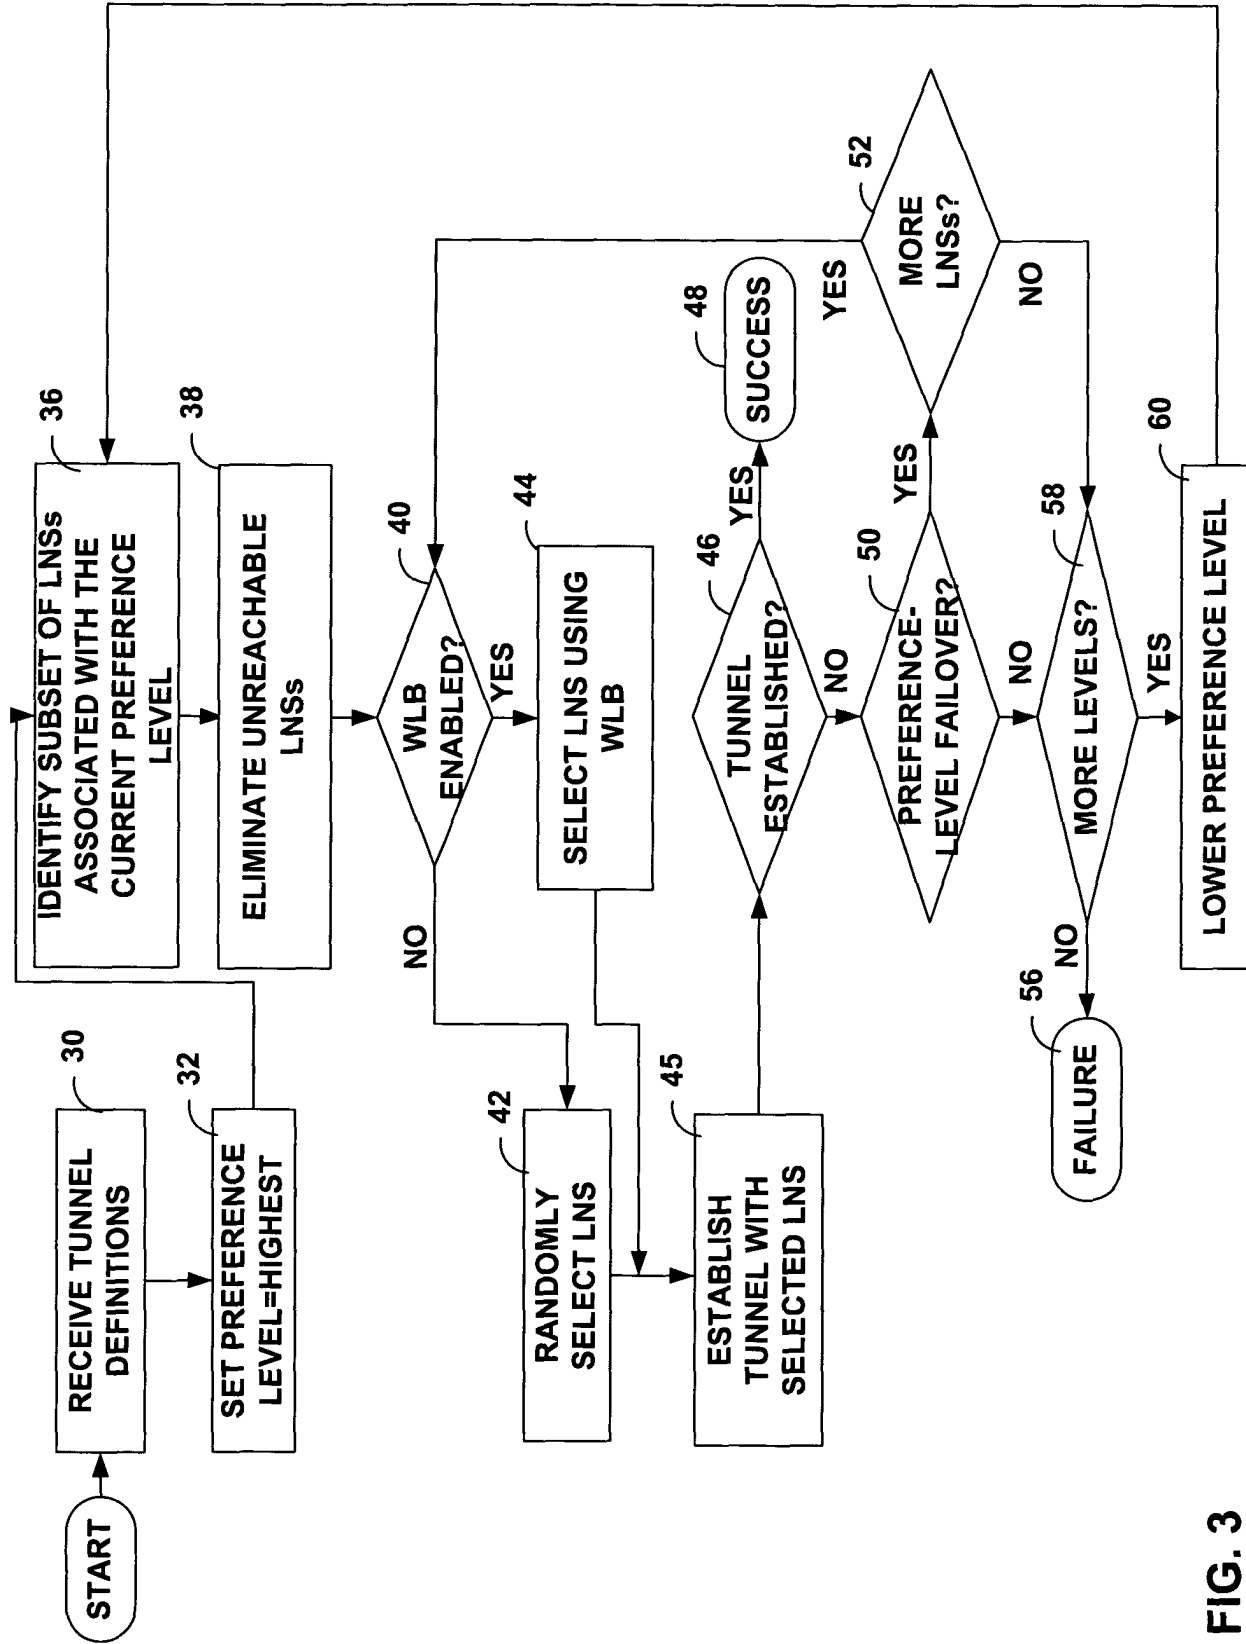 START
RECEIVE TUNNEL
DEFINITIONS
30
SET PREFERENCE
LEVEL=HIGHEST
32
IDENTIFY SUBSET OF LNSs
ASSOCIATED WITH THE
CURRENT PREFERENCE
LEVEL
36
ELIMINATE UNREACHABLE
LNSs
38
WLB
ENABLED?
40
NO
YES
RANDOMLY
SELECT LNS
42
SELECT LNS USING
WLB
44
ESTABLISH
TUNNEL WITH
SELECTED LNS
45
TUNNEL
ESTABLISHED?
46
YES
NO
SUCCESS
48
PREFERENCE-
LEVEL FAILOVER?
50
YES
NO
MORE
LNSs?
52
YES
NO
MORE LEVELS?
58
NO
YES
FAILURE
56
LOWER PREFERENCE LEVEL
60
FIG. 3